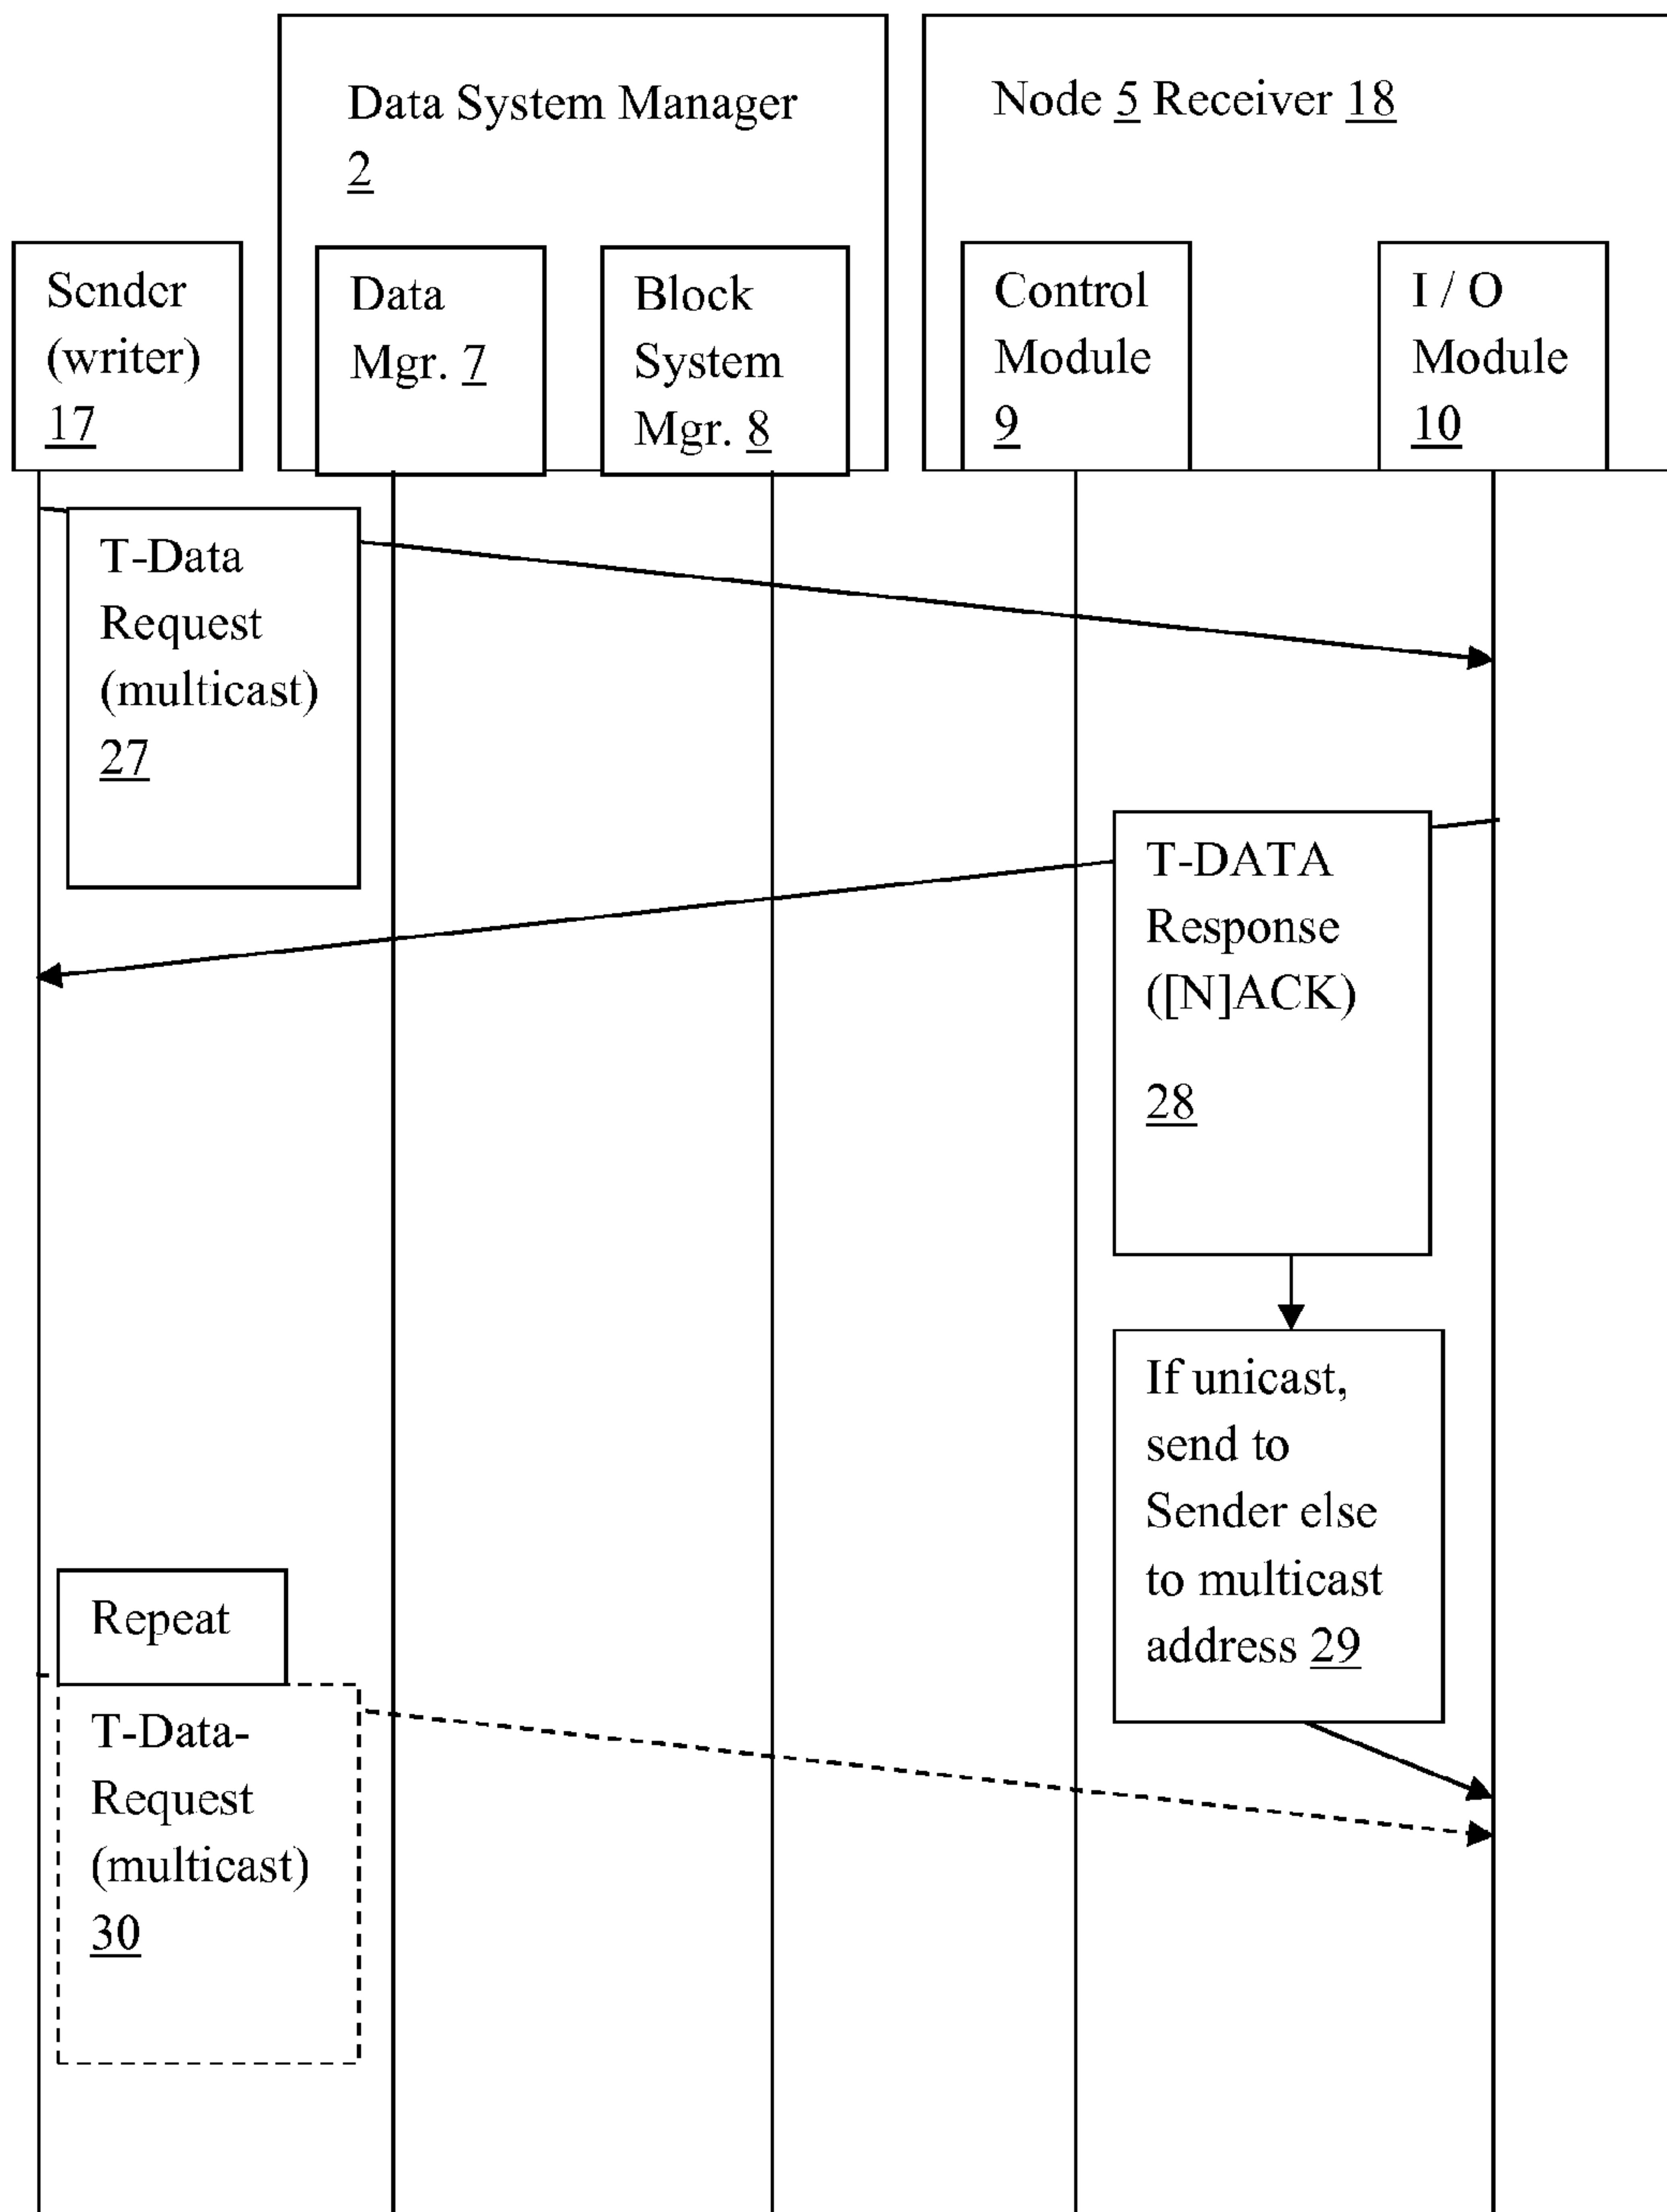 Data System Manager
2
Node 5 Receiver 18
Sender
(writer)
17
Data
Mgr. 7
Block
System
Mgr. 8
Control
Module
9
I / O
Module
10
T-Data
Request
(multicast)
27
T-DATA
Response
([N]ACK)
28
If unicast,
send to
Sender else
to multicast
address 29
Repeat
T-Data-
Request
(multicast)
30